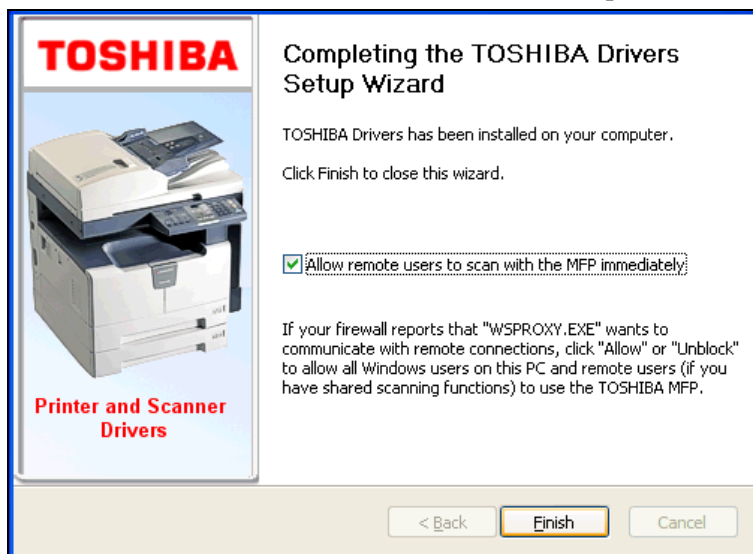 TOSHIBA
Printer and Scanner
Drivers
Completing the TOSHIBA Drivers
Setup Wizard
TOSHIBA Drivers has been installed on your computer.
Click Finish to close this wizard.
Allow remote users to scan with the MFP immediately
If your firewall reports that "WSPROXY.EXE" wants to
communicate with remote connections, click "Allow" or "Unblock"
to allow all Windows users on this PC and remote users (if you
have shared scanning functions) to use the TOSHIBA MFP.
< Back
Finish
Cancel